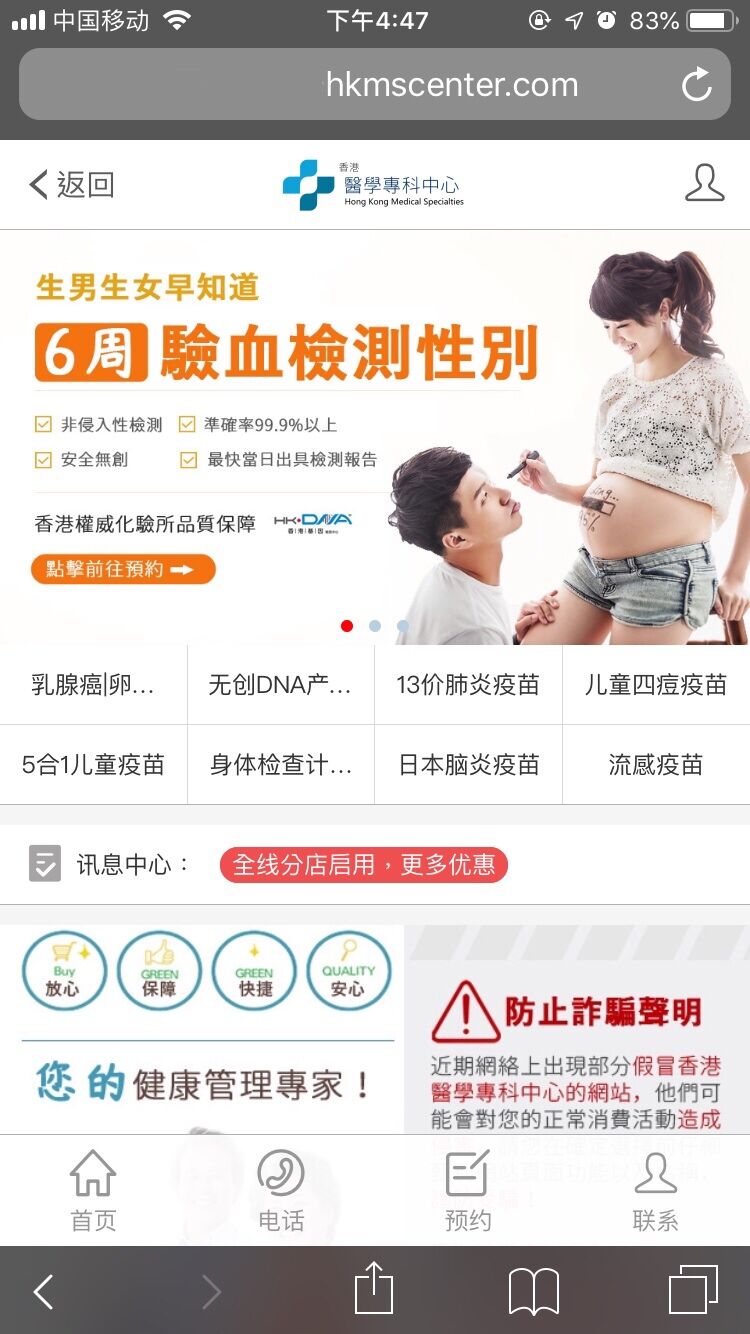 中国移动
下午4:47
83%
hkmscenter.com
返回
香港
醫學專科中心
Hong Kong Medical Specialties
生男生女早知道
6周 驗血檢測性別
非侵入性檢測 準確率99.9%以上
安全無創 最快當日出具檢測報告
香港權威化驗所品質保障 HK·DNA
點擊前往預約
乳腺癌|卵... 无创DNA产... 13价肺炎疫苗 儿童四痘疫苗
5合1儿童疫苗 身体检查计... 日本脑炎疫苗 流感疫苗
讯息中心： 全线分店启用，更多优惠
Buy 放心
GREEN 保障
GREEN 快捷
QUALITY 安心
您的健康管理專家！
防止詐騙聲明
近期網絡上出現部分假冒香港
醫學專科中心的網站，他們可
能會對您的正常消費活動造成
首页 电话 预约 联系